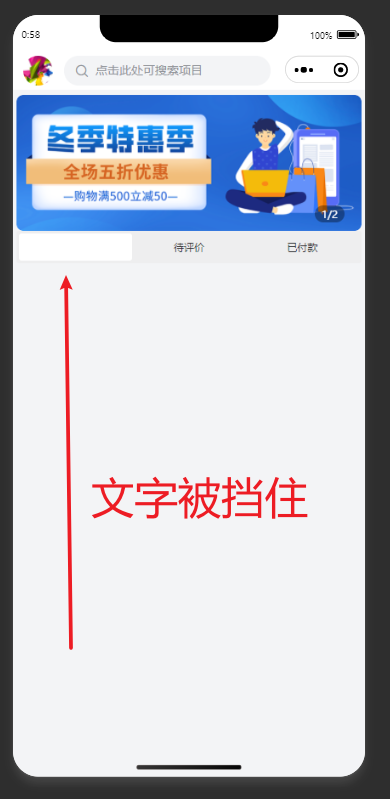 0:58
100%
点击此处可搜索项目
冬季特惠季
全场五折优惠
—购物满500立减50—
1/2
待评价
已付款
文字被挡住